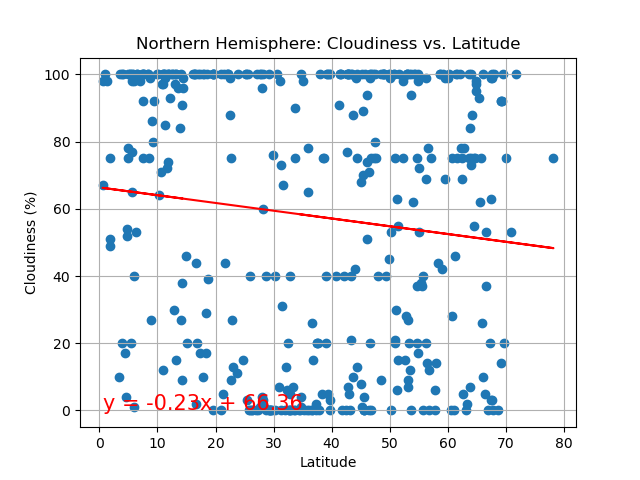 Northern Hemisphere: Cloudiness vs. Latitude
100
80
60
40
20
0
Cloudiness (%)
y = -0.23x + 66.36
0 10 20 30 40 50 60 70 80
Latitude